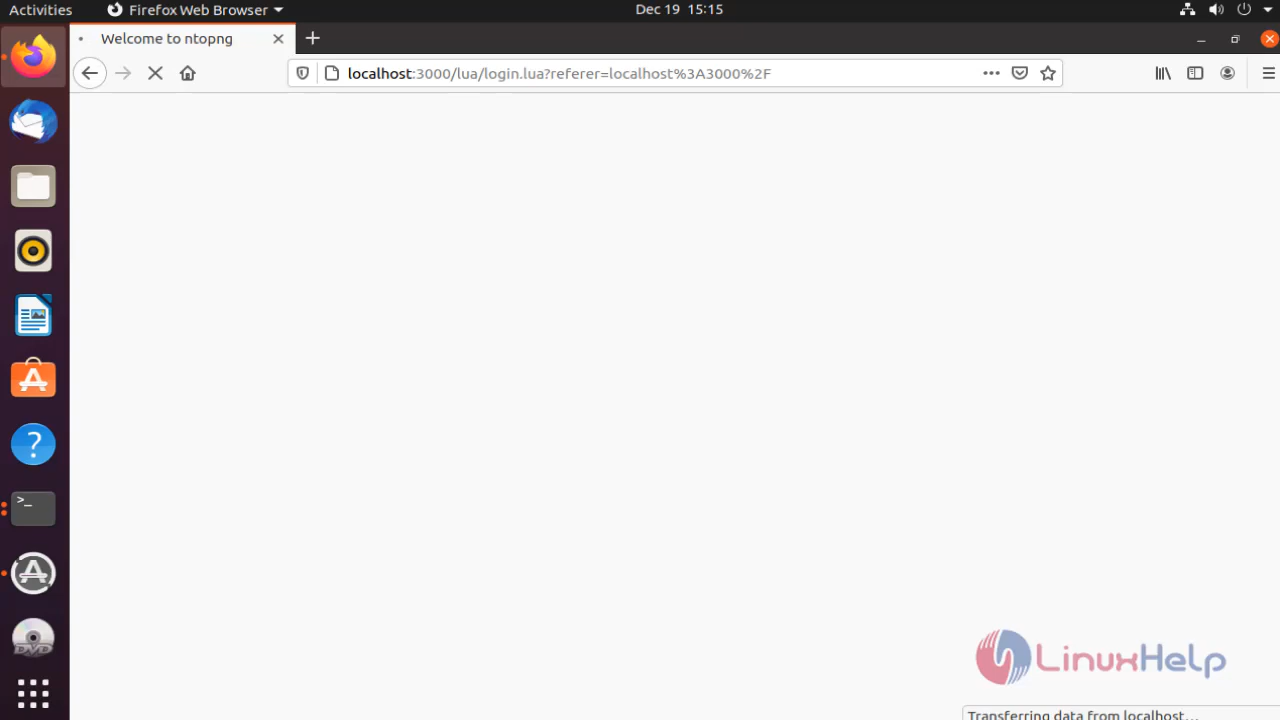 Activities
Firefox Web Browser
Dec 19 15:15
Welcome to ntopng
localhost:3000/lua/login.lua?referer=localhost%3A3000%2F
?
>_
DVD
LinuxHelp
Transferring data from localhost...